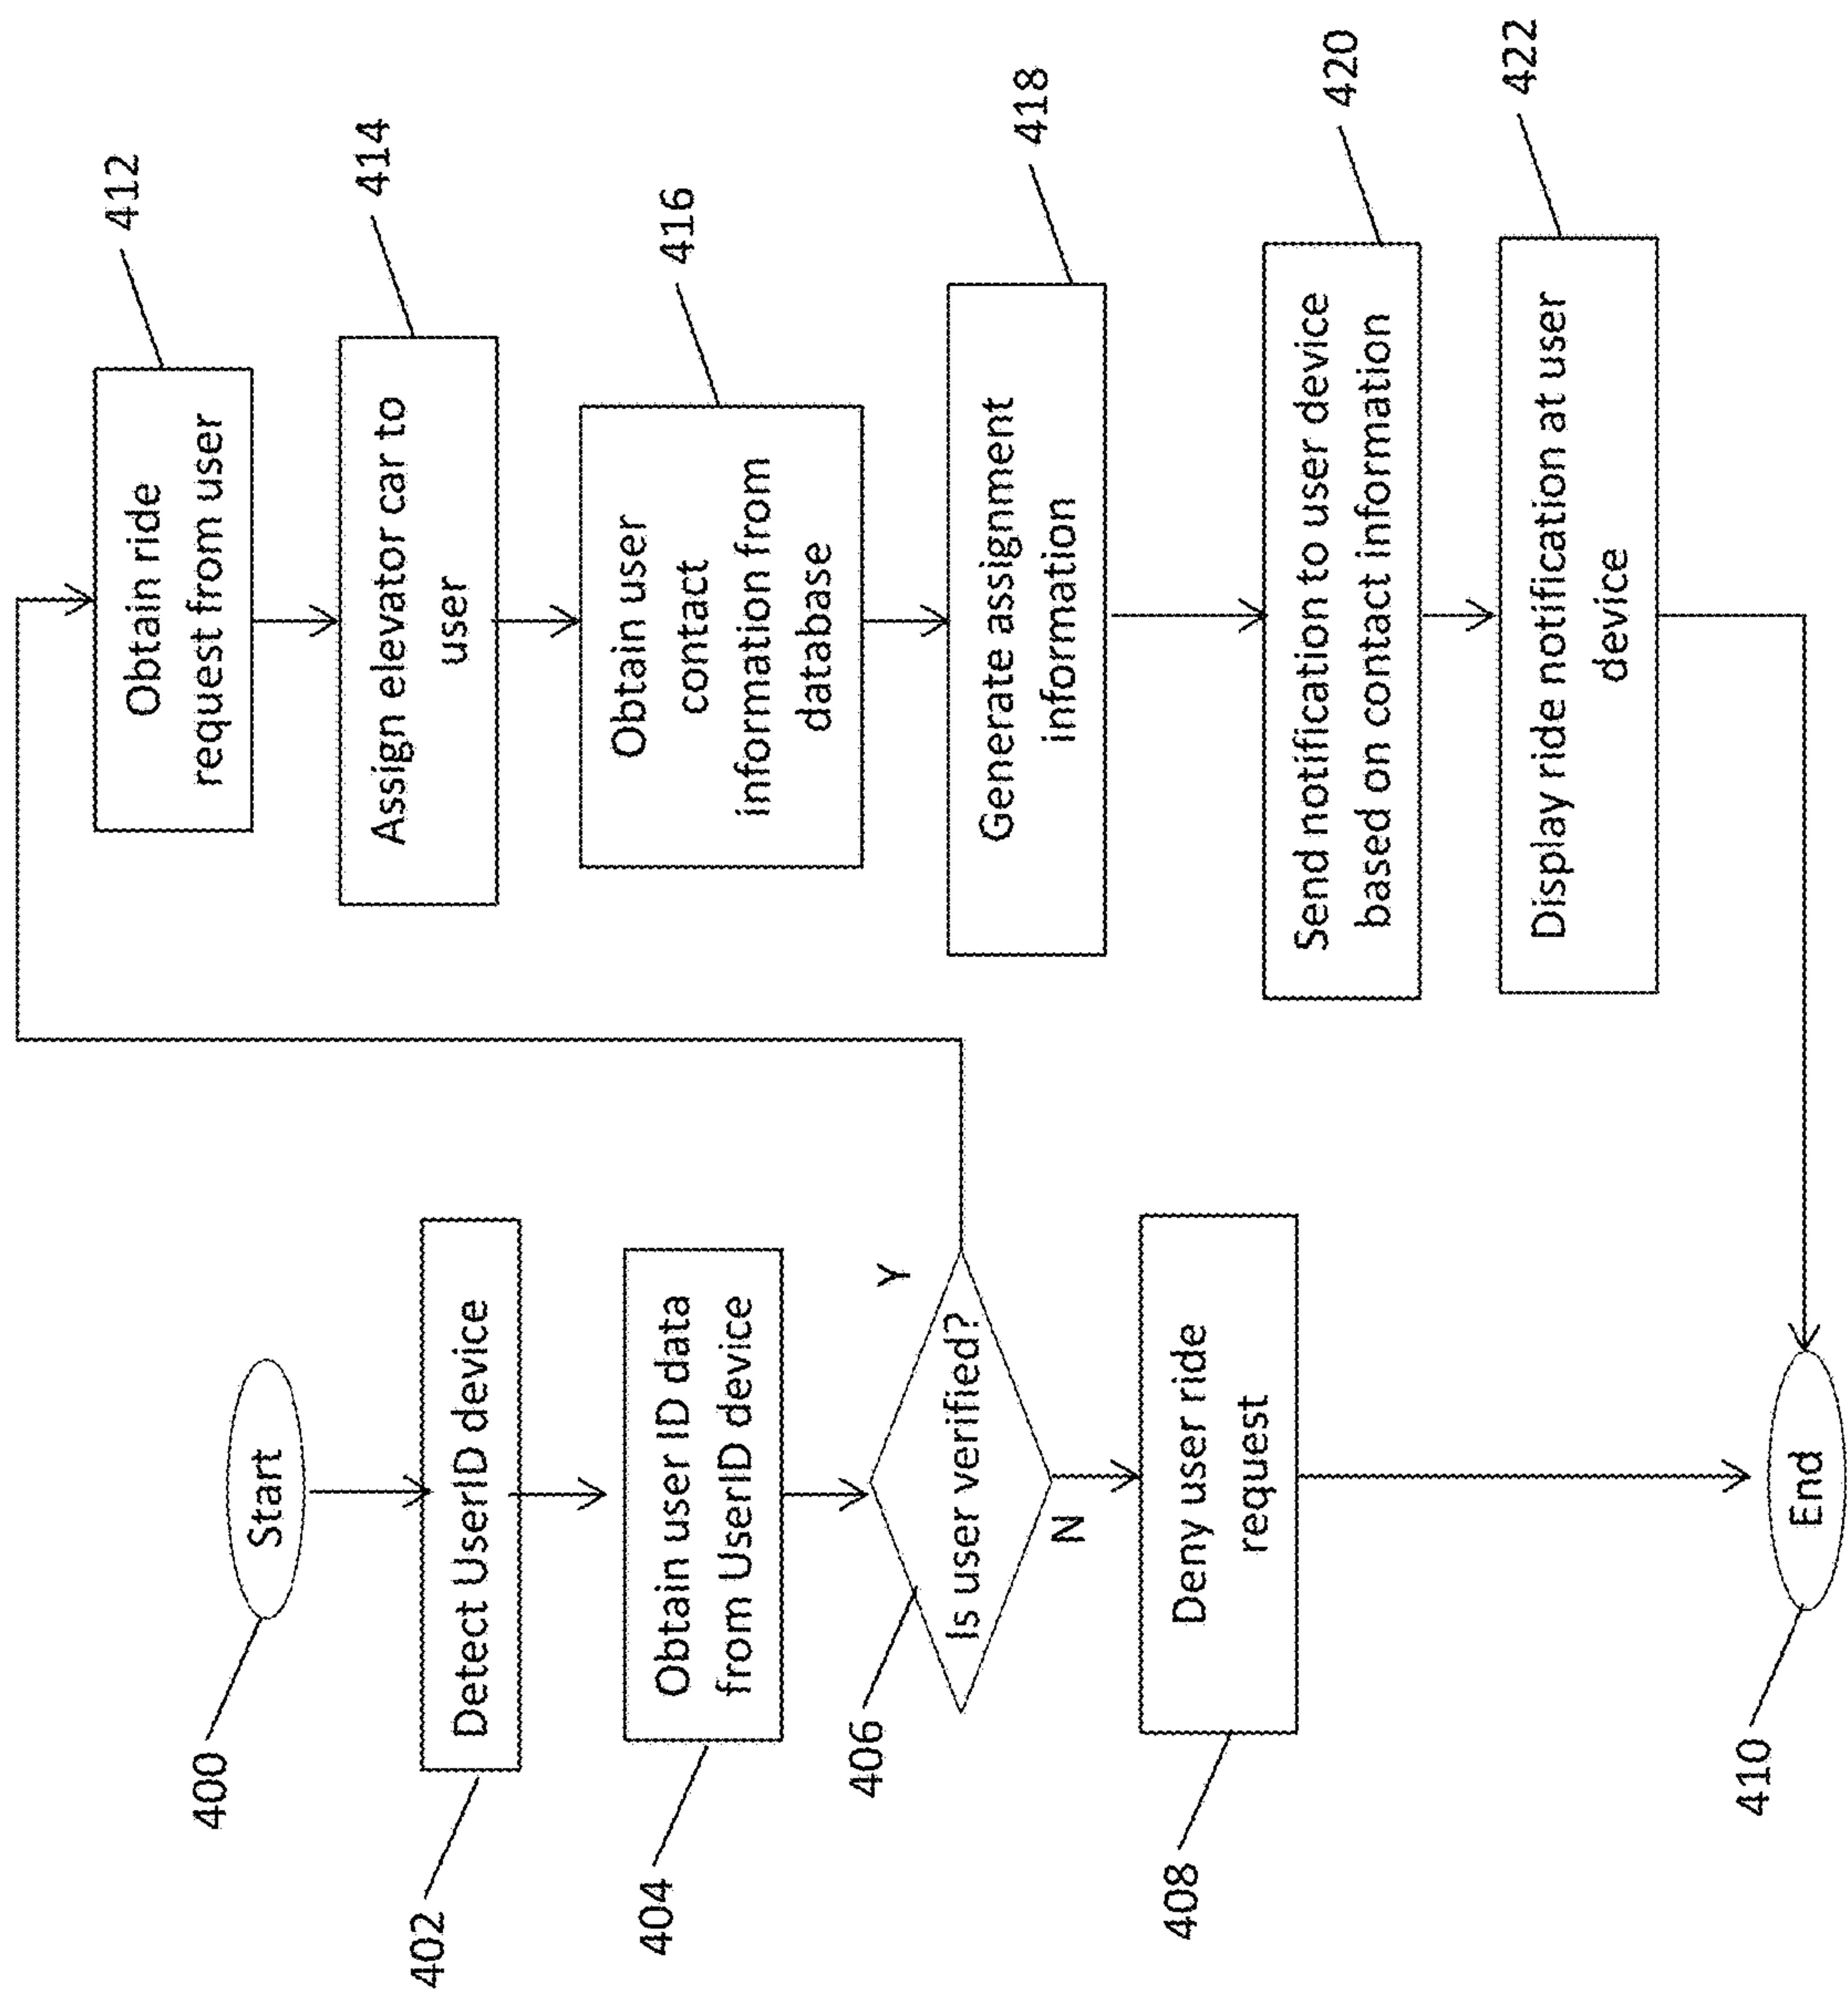 400
Start
402
Detect UserID device
404
Obtain user ID data
from UserID device
406
Is user verified?
Y
N
408
Deny user ride
request
410
End
412
Obtain ride
request from user
414
Assign elevator car to
user
416
Obtain user
contact
information from
database
418
Generate assignment
information
420
Send notification to user device
based on contact information
422
Display ride notification at user
device